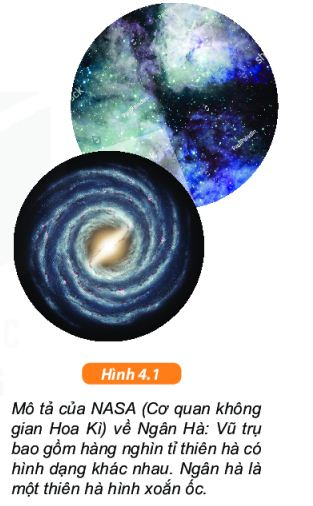 Hình 4.1
Mô tả của NASA (Cơ quan không
gian Hoa Kì) về Ngân Hà: Vũ trụ
bao gồm hàng nghìn tỉ thiên hà có
hình dạng khác nhau. Ngân hà là
một thiên hà hình xoắn ốc.